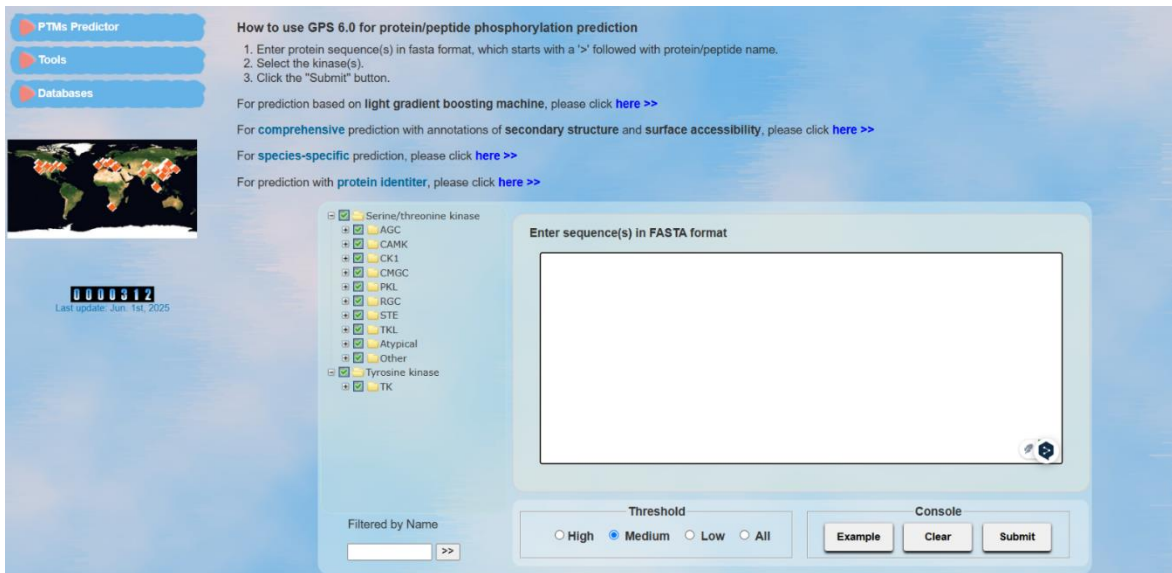 PTMs Predictor
Tools
Databases
0000312
Last update: Jun. 1st, 2025
How to use GPS 6.0 for protein/peptide phosphorylation prediction
1. Enter protein sequence(s) in fasta format, which starts with a '>' followed with protein/peptide name.
2. Select the kinase(s).
3. Click the "Submit" button.
For prediction based on light gradient boosting machine, please click here >>
For comprehensive prediction with annotations of secondary structure and surface accessibility, please click here >>
For species-specific prediction, please click here >>
For prediction with protein identiter, please click here >>
Serine/threonine kinase
AGC
CAMK
CK1
CMGC
PKL
RGC
STE
TKL
Atypical
Other
Tyrosine kinase
TK
Filtered by Name
>>
Enter sequence(s) in FASTA format
Threshold
High Medium Low All
Console
Example Clear Submit